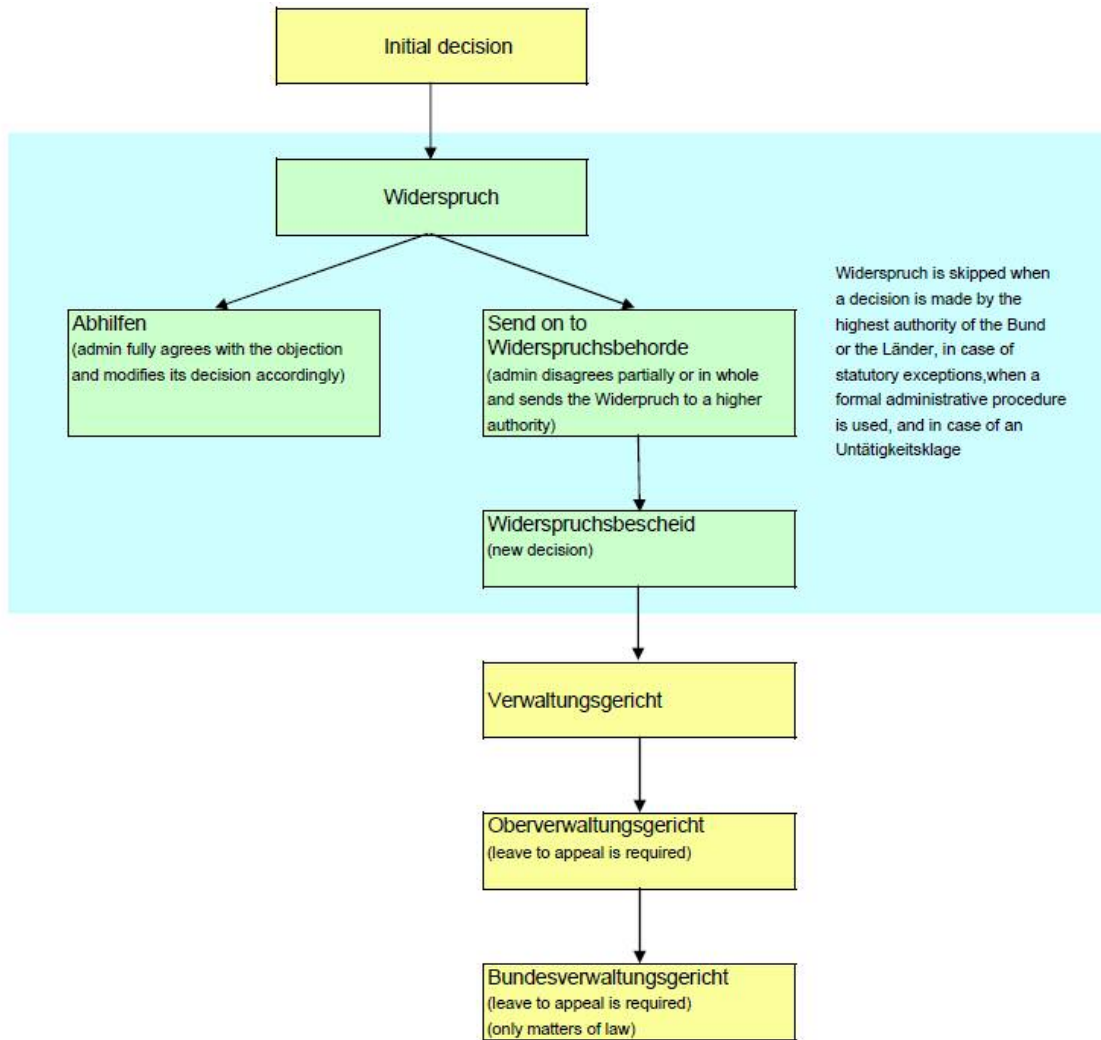 Initial decision
Widerspruch
Abhilfen
(admin fully agrees with the objection
and modifies its decision accordingly)
Send on to
Widerspruchsbehorde
(admin disagrees partially or in whole
and sends the Widerpruch to a higher
authority)
Widerspruch is skipped when
a decision is made by the
highest authority of the Bund
or the Länder, in case of
statutory exceptions,when a
formal administrative procedure
is used, and in case of an
Untätigkeitsklage
Widerspruchsbescheid
(new decision)
Verwaltungsgericht
Oberverwaltungsgericht
(leave to appeal is required)
Bundesverwaltungsgericht
(leave to appeal is required)
(only matters of law)